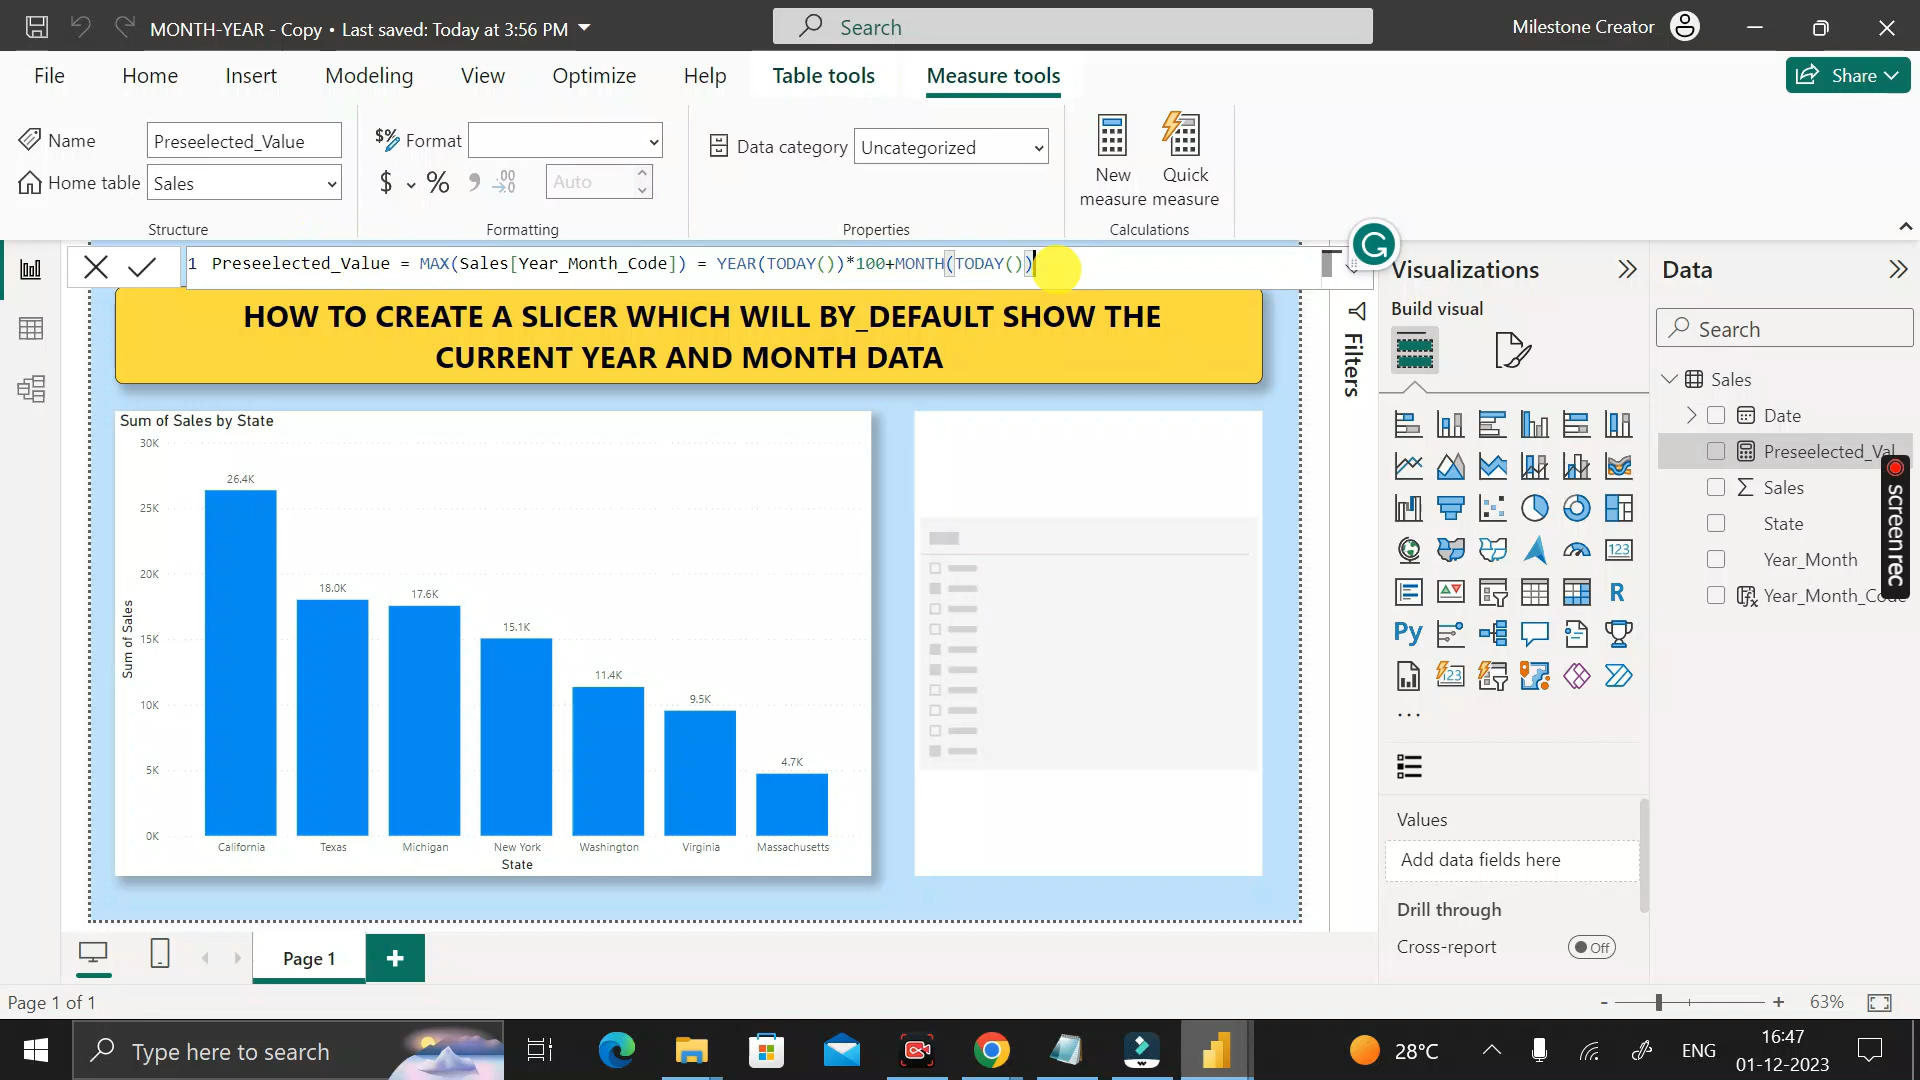 MONTH-YEAR - Copy • Last saved: Today at 3:56 PM
Search
Milestone Creator
File
Home
Insert
Modeling
View
Optimize
Help
Table tools
Measure tools
Share
Name
Preseelected_Value
Home table
Sales
Structure
$% Format
$ % 9 .00
Auto
Formatting
Data category
Uncategorized
Properties
New measure
Quick measure
Calculations
1 Preseelected_Value = MAX(Sales[Year_Month_Code]) = YEAR(TODAY())*100+MONTH(TODAY())
HOW TO CREATE A SLICER WHICH WILL BY_DEFAULT SHOW THE
CURRENT YEAR AND MONTH DATA
Sum of Sales by State
30K
25K
20K
15K
10K
5K
0K
Sum of Sales
26.4K
18.0K
17.6K
15.1K
11.4K
9.5K
4.7K
California
Texas
Michigan
New York
Washington
Virginia
Massachusetts
State
Filters
Visualizations
Build visual
123
R
Py
123
...
Values
Add data fields here
Drill through
Cross-report
Off
Data
Search
Sales
Date
Preseelected_Val
Sales
State
Year_Month
Year_Month_Code
screen rec
Page 1
+
Page 1 of 1
- + 63%
Type here to search
28°C
ENG
16:47
01-12-2023